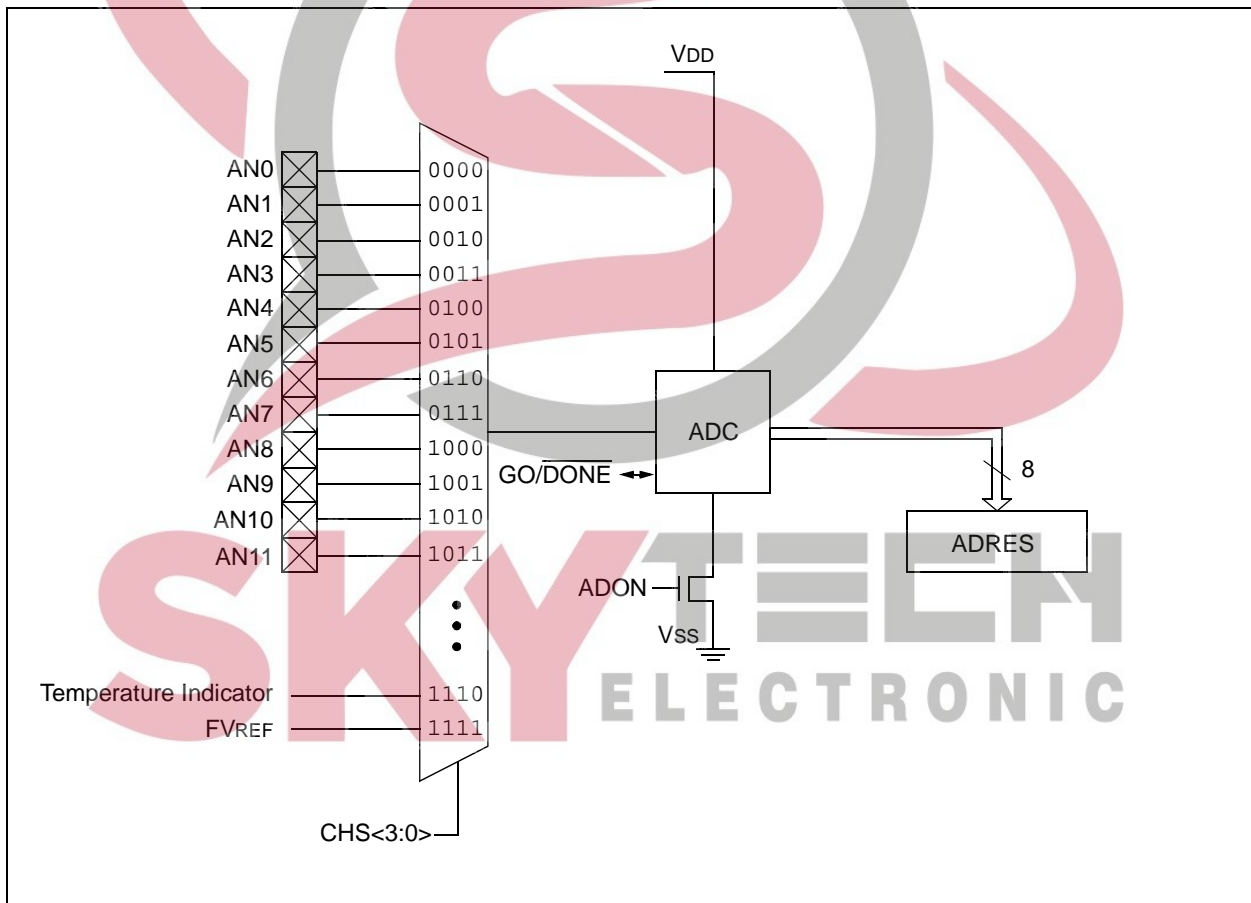 VDD
AN0 0000
AN1 0001
AN2 0010
AN3 0011
AN4 0100
AN5 0101
AN6 0110
AN7 0111
AN8 1000
AN9 1001
AN10 1010
AN11 1011
ADC
GO/DONE
8
ADRES
ADON
VSS
Temperature Indicator 1110
FVREF 1111
CHS<3:0>
SKYTECH
ELECTRONIC